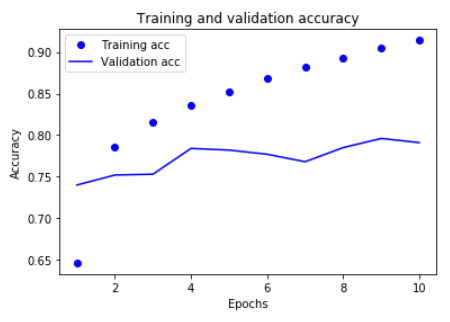 Training and validation accuracy
Training acc
Validation acc
0.90
0.85
0.80
0.75
0.70
0.65
Accuracy
2 4 6 8 10
Epochs